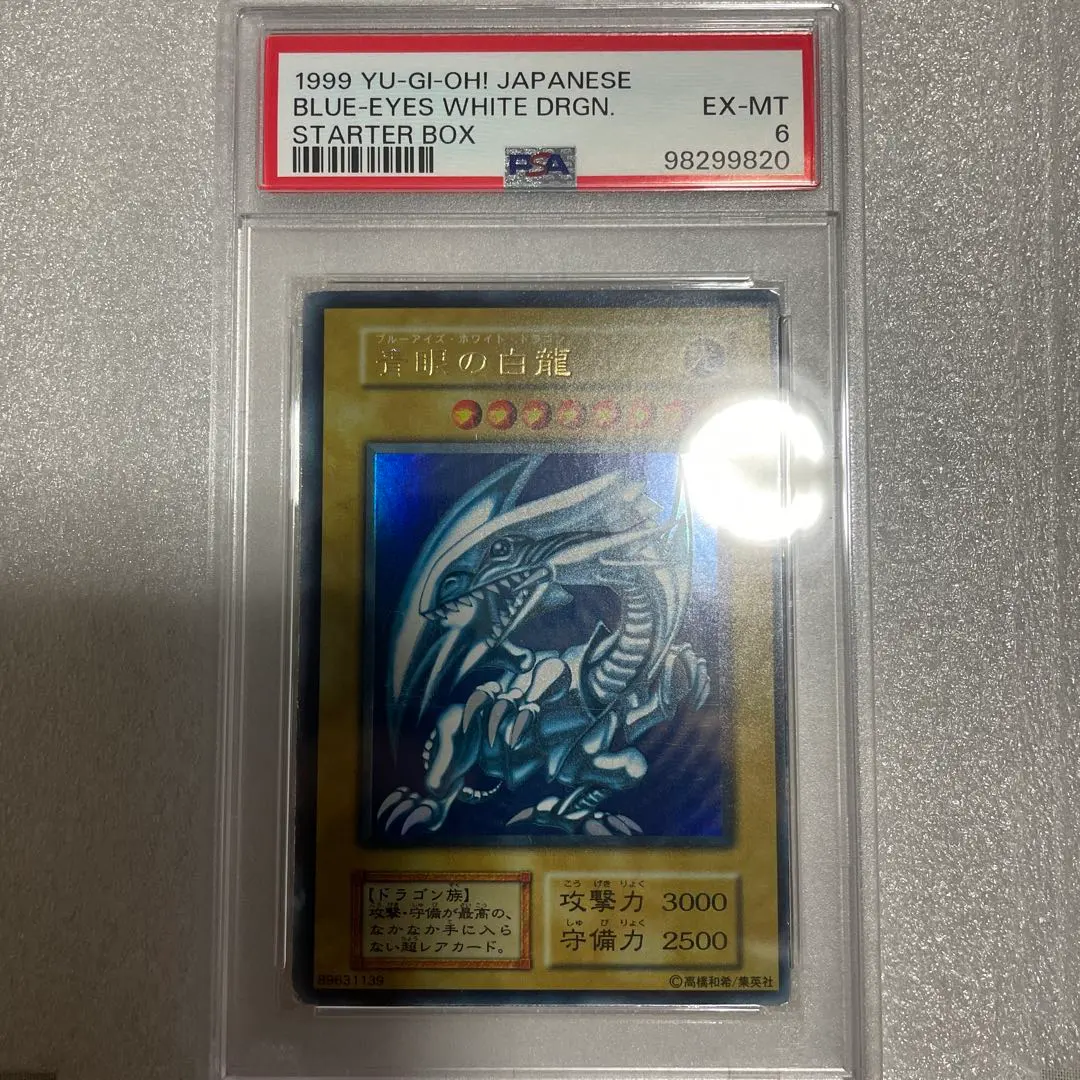 1999 YU-GI-OH! JAPANESE
BLUE-EYES WHITE DRGN. EX-MT
STARTER BOX 6
PSA 98299820
ブルーアイズ・ホワイト・ドラゴン
青眼の白龍
【ドラゴン族】
攻撃・守備が最高の、
なかなか手に入ら
ない超レアカード。
こう げき りょく
攻撃力 3000
しゅ び りょく
守備力 2500
89631139
©高橋和希/集英社